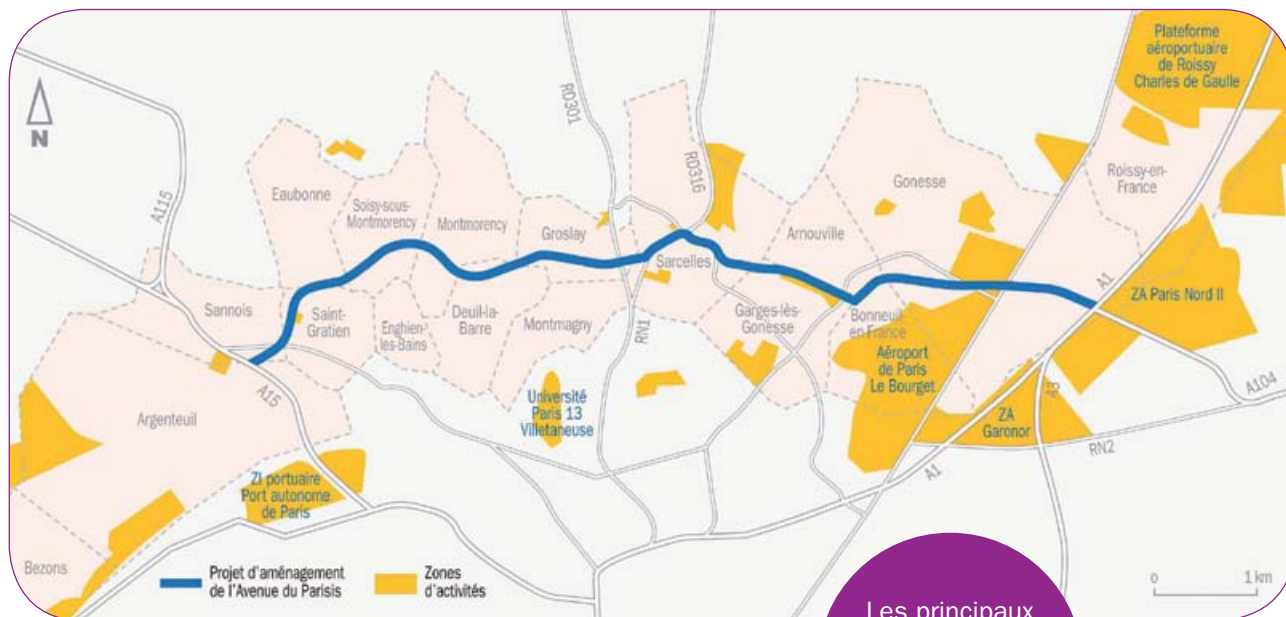 Plateforme
aéroportuaire
de Roissy
Charles de Gaulle
N
RD301
RD316
A115
Eaubonne
Soisy-sous-
Montmorency
Montmorency
Groslay
Sarcelles
Arnouville
Gonesse
Roissy-en-
France
Sannois
Saint-
Gratien
Enghien-
les-Bains
Deuil-la-
Barre
Montmagny
RN1
Garges-lès-
Gonesse
Bonneuil-
en-France
A1
ZA Paris Nord II
Aéroport
de Paris
Le Bourget
A104
A15
Argenteuil
Université
Paris 13
Villetaneuse
ZA
Garonor
A3
RN2
A1
ZI portuaire
Port autonome
de Paris
Bezons
Projet d'aménagement
de l'Avenue du Parisis
Zones
d'activités
0 1 km
Les principaux